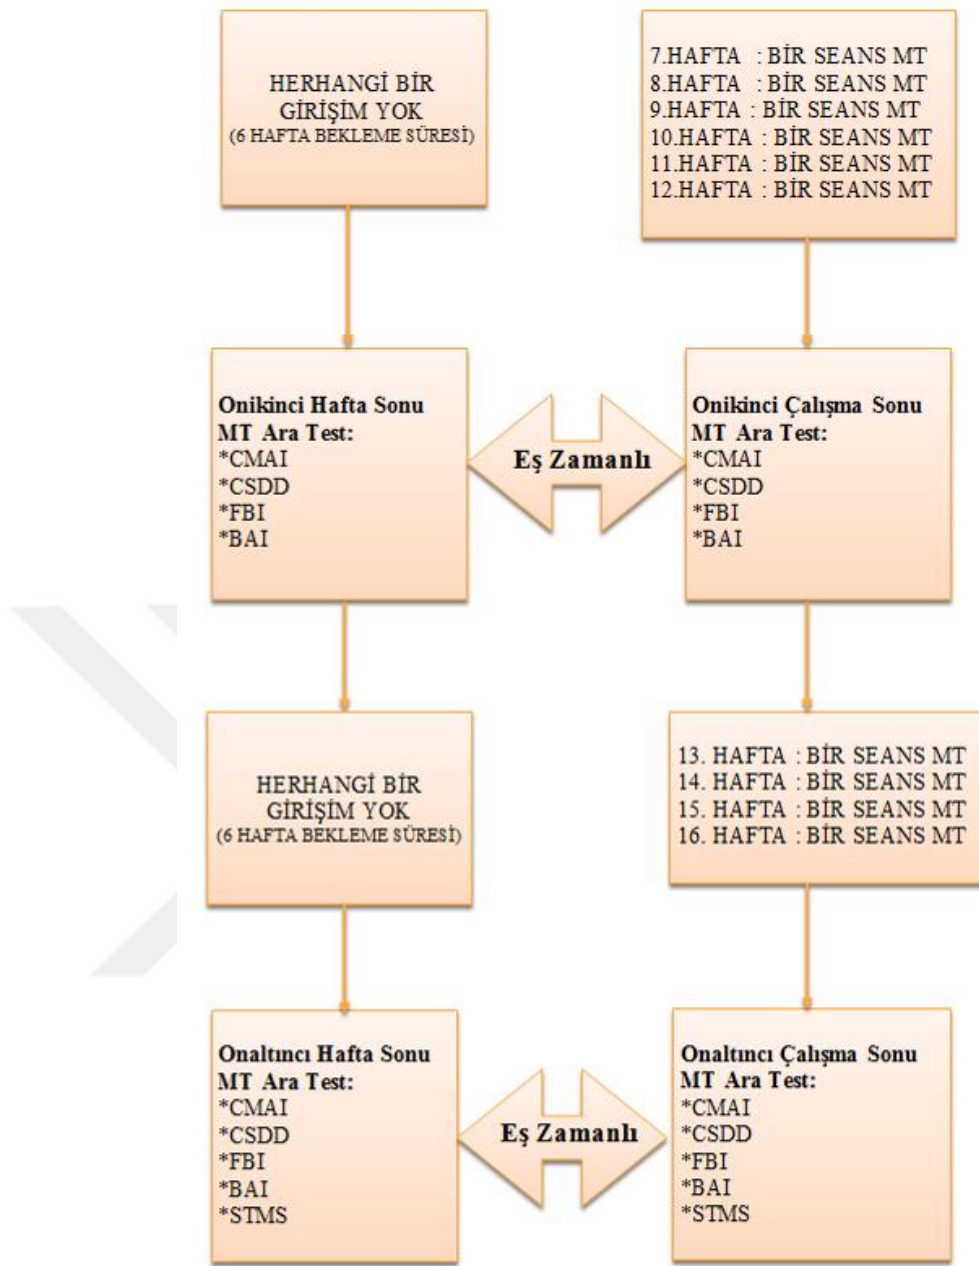 HERHANGİ BİR
GİRİŞİM YOK
(6 HAFTA BEKLEME SÜRESİ)
7.HAFTA : BİR SEANS MT
8.HAFTA : BİR SEANS MT
9.HAFTA : BİR SEANS MT
10.HAFTA : BİR SEANS MT
11.HAFTA : BİR SEANS MT
12.HAFTA : BİR SEANS MT
Onikinci Hafta Sonu
MT Ara Test:
*CMAI
*CSDD
*FBI
*BAI
Eş Zamanlı
Onikinci Çalışma Sonu
MT Ara Test:
*CMAI
*CSDD
*FBI
*BAI
HERHANGİ BİR
GİRİŞİM YOK
(6 HAFTA BEKLEME SÜRESİ)
13. HAFTA : BİR SEANS MT
14. HAFTA : BİR SEANS MT
15. HAFTA : BİR SEANS MT
16. HAFTA : BİR SEANS MT
Onaltıncı Hafta Sonu
MT Ara Test:
*CMAI
*CSDD
*FBI
*BAI
*STMS
Eş Zamanlı
Onaltıncı Çalışma Sonu
MT Ara Test:
*CMAI
*CSDD
*FBI
*BAI
*STMS